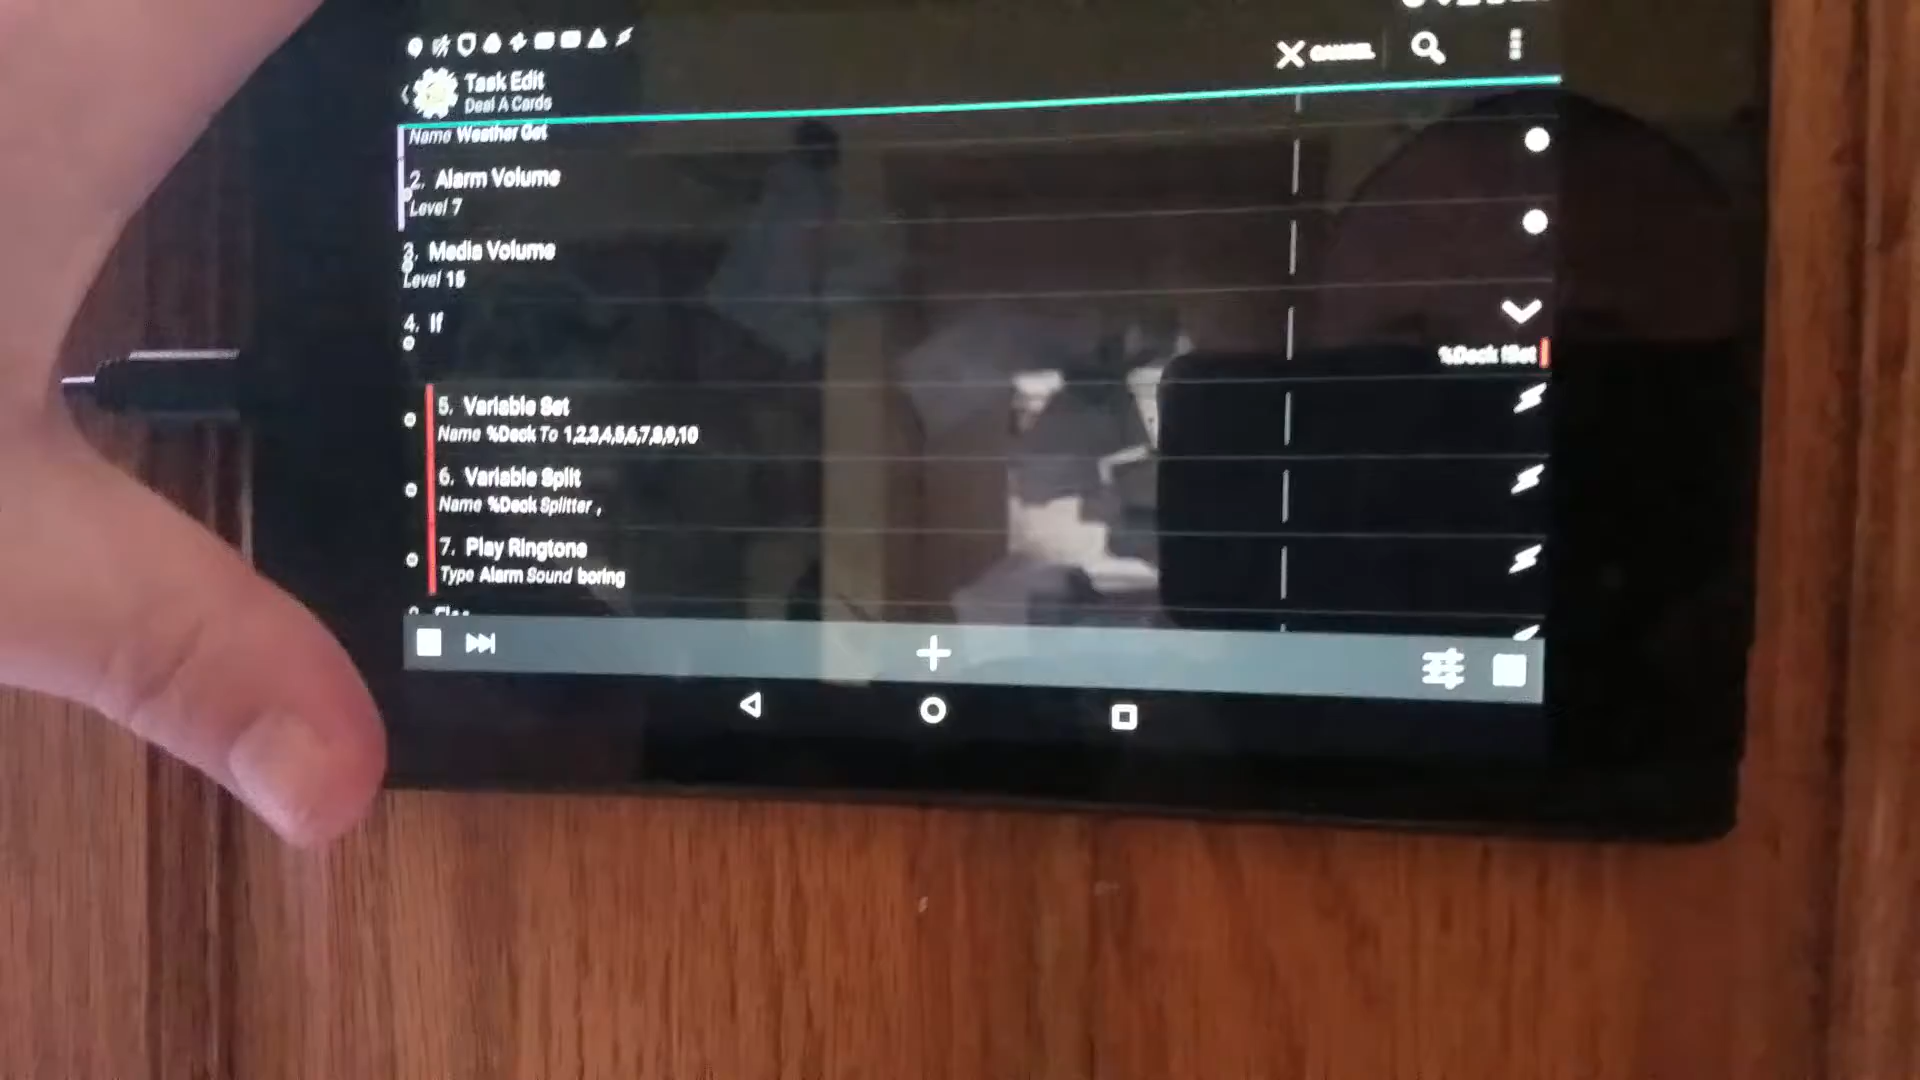 Task Edit
Deal A Cards
CANCEL
Name Weather Get
2. Alarm Volume
Level 7
3. Media Volume
Level 15
4. If
%Deck !Set
5. Variable Set
Name %Deck To 1,2,3,4,5,6,7,8,9,10
6. Variable Split
Name %Deck Splitter ,
7. Play Ringtone
Type Alarm Sound boring